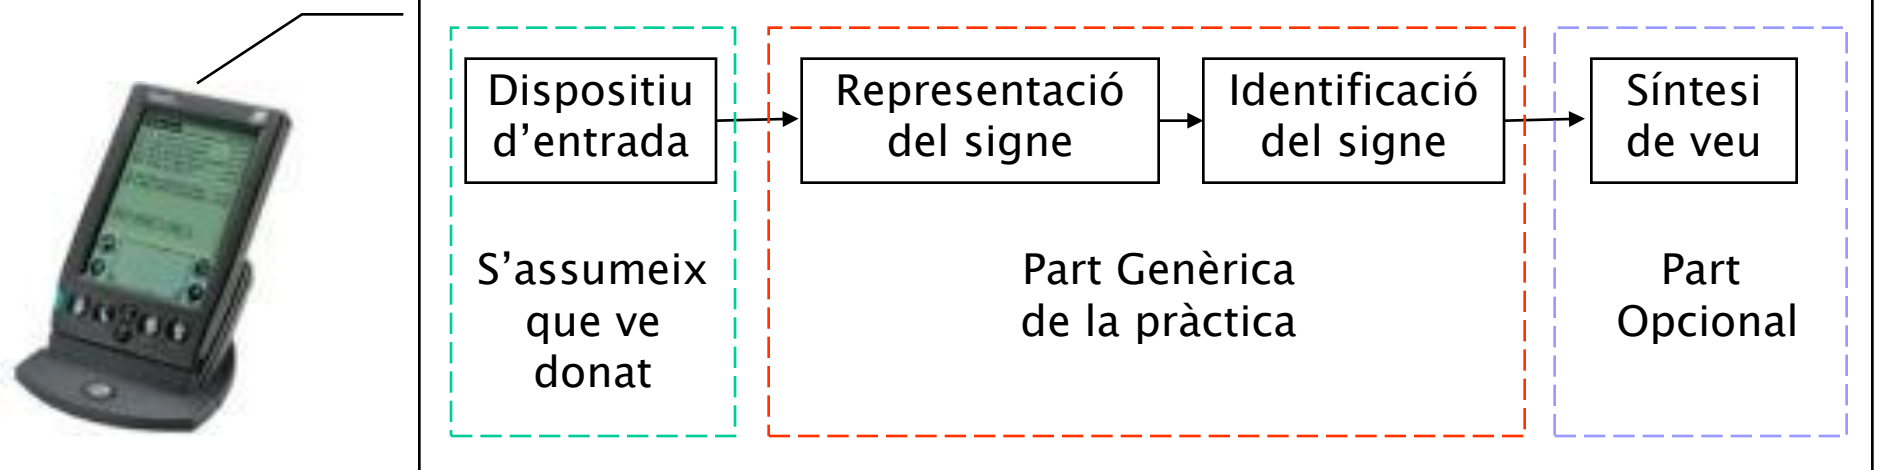 Dispositiu
d'entrada
Representació
del signe
Identificació
del signe
Síntesi
de veu
S'assumeix
que ve
donat
Part Genèrica
de la pràctica
Part
Opcional